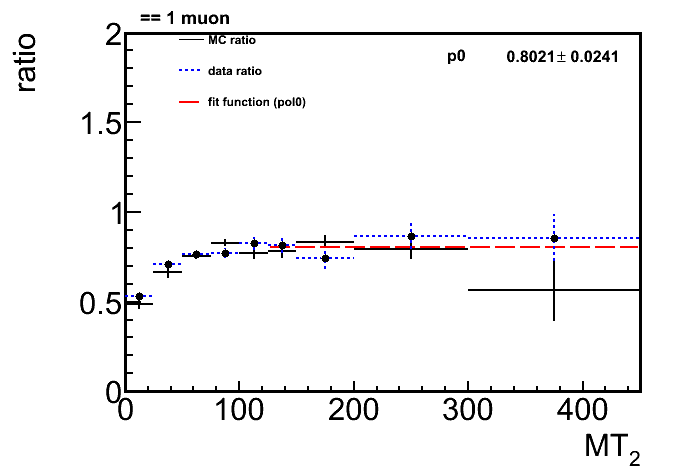 == 1 muon
MC ratio
p0 0.8021± 0.0241
data ratio
fit function (pol0)
ratio
2
1.5
1
0.5
0
0 100 200 300 400
MT2